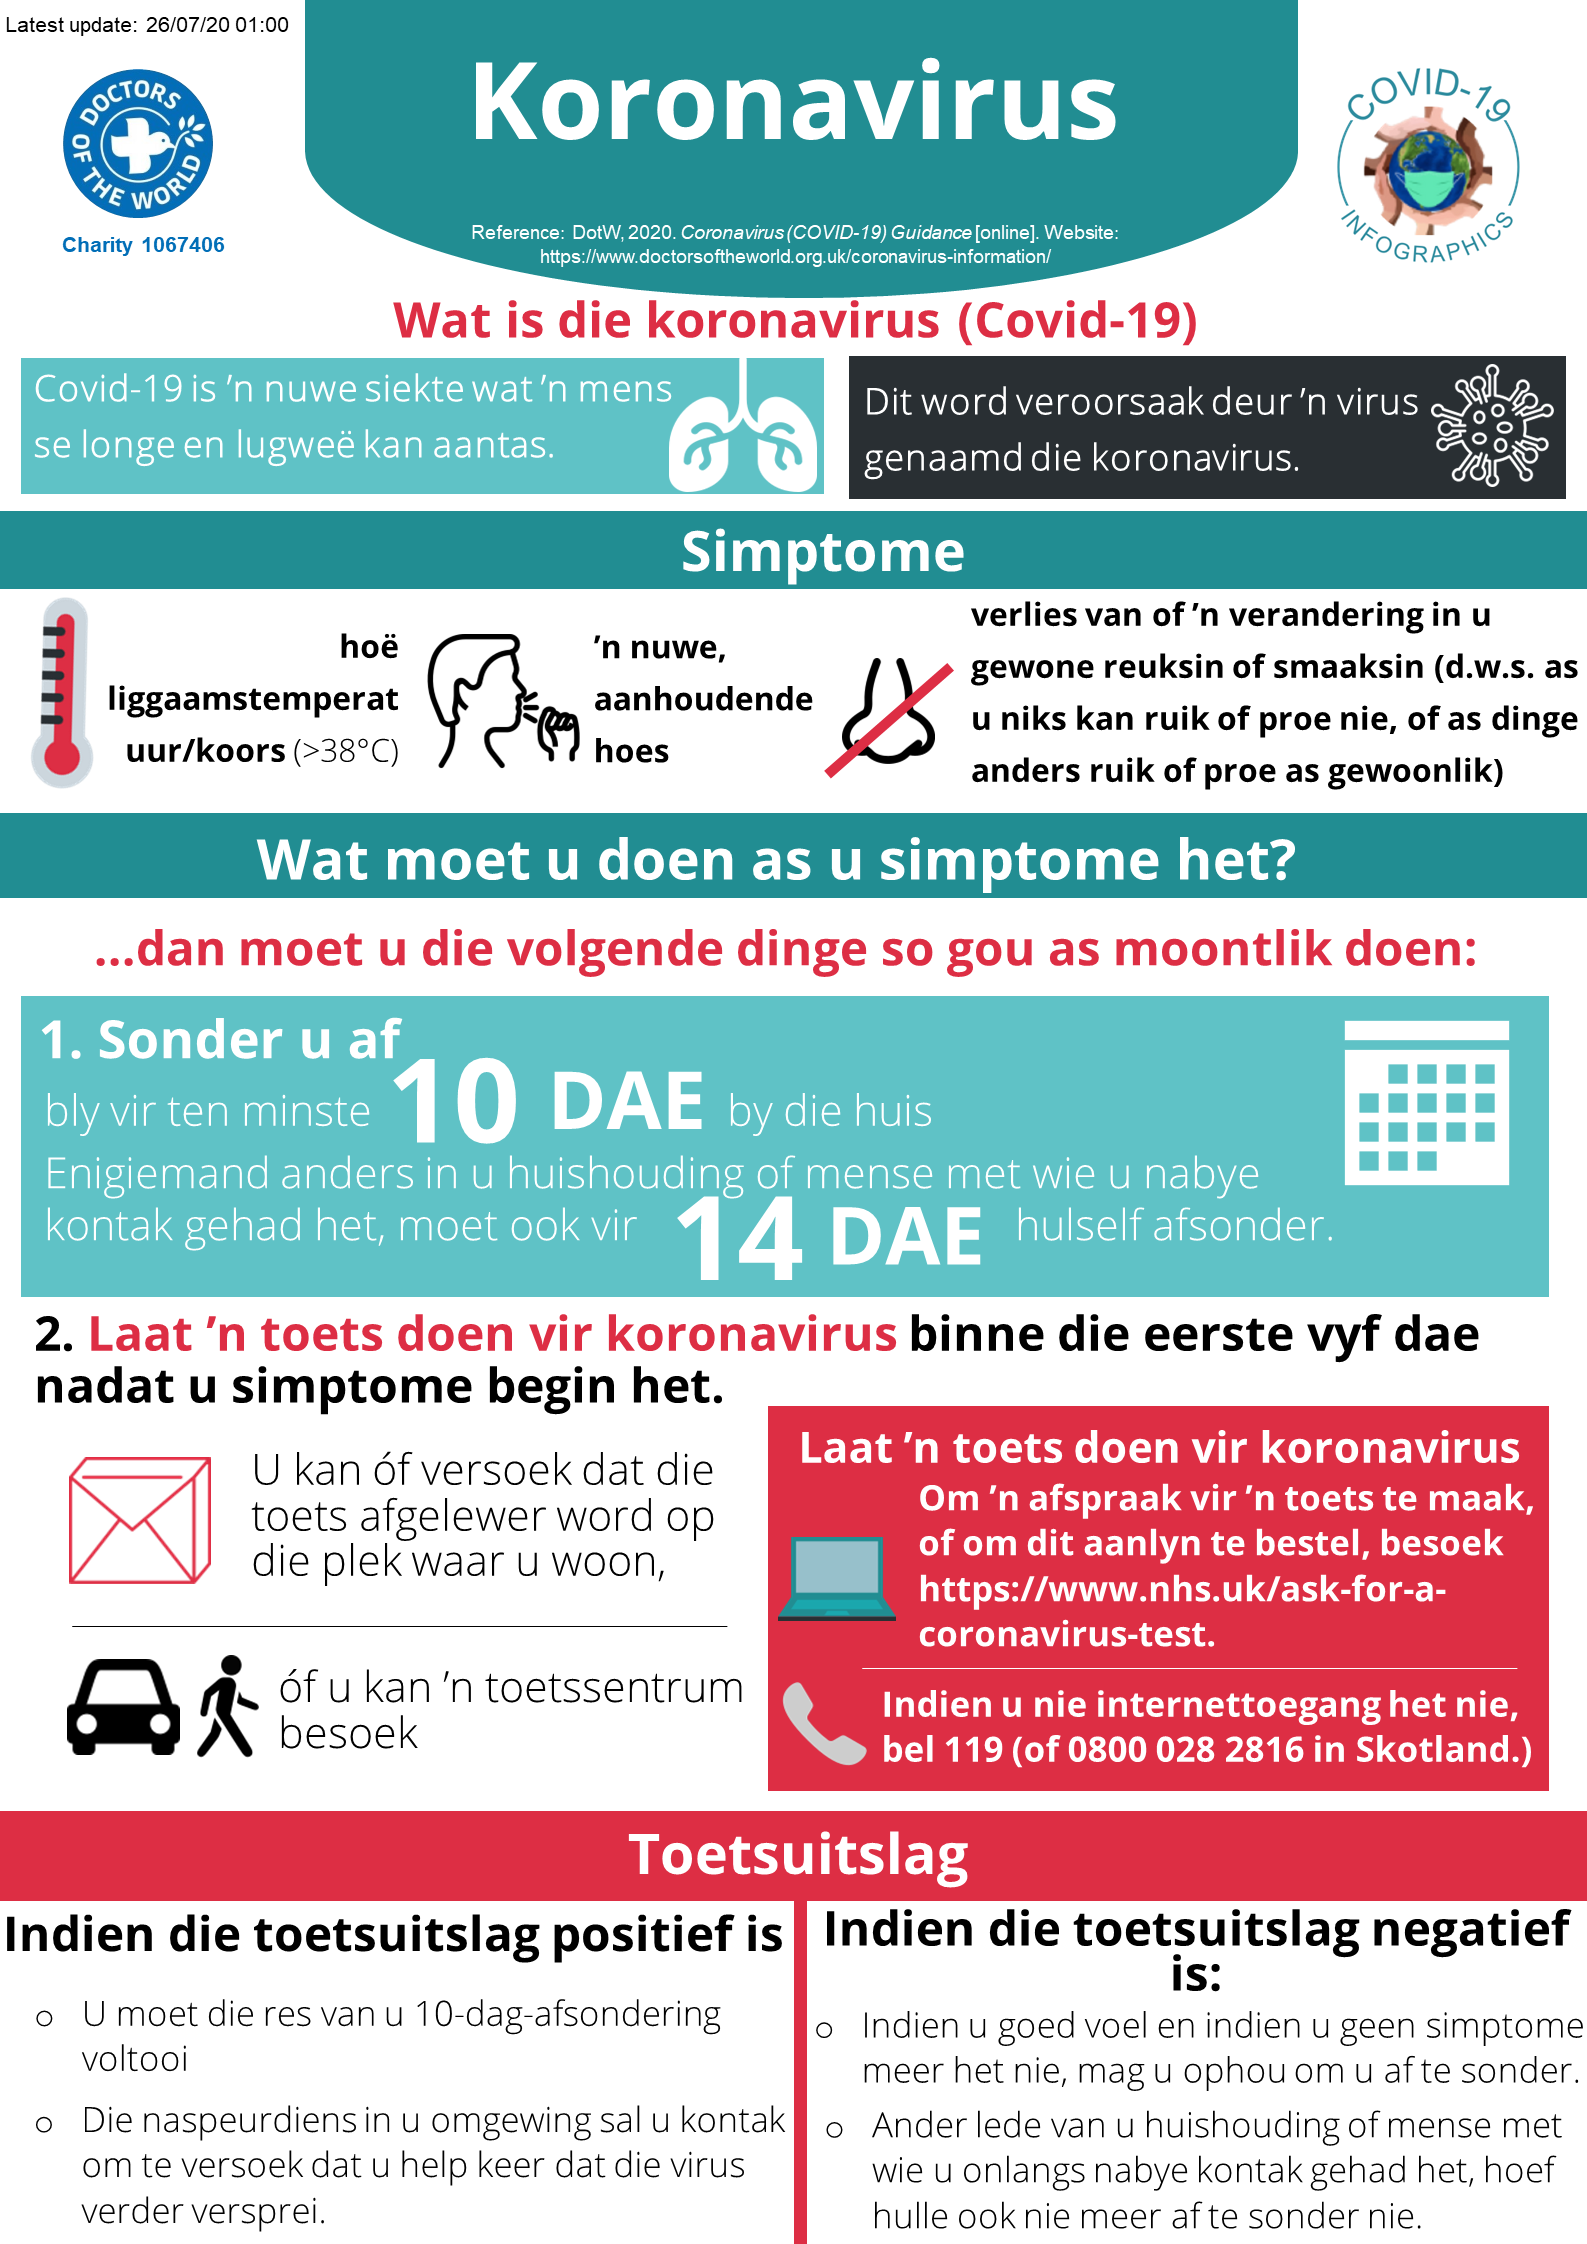 Latest update: 26/07/20 01:00
DOCTORS OF THE WORLD
Charity 1067406
Koronavirus
Reference: DotW, 2020. Coronavirus (COVID-19) Guidance [online]. Website:
https://www.doctorsoftheworld.org.uk/coronavirus-information/
COVID-19
INFOGRAPHICS
Wat is die koronavirus (Covid-19)
Covid-19 is ’n nuwe siekte wat ’n mens
se longe en lugweë kan aantas.
Dit word veroorsaak deur ’n virus
genaamd die koronavirus.
Simptome
hoë
liggaamstemperat
uur/koors (>38°C)
’n nuwe,
aanhoudende
hoes
verlies van of ’n verandering in u
gewone reuksin of smaaksin (d.w.s. as
u niks kan ruik of proe nie, of as dinge
anders ruik of proe as gewoonlik)
Wat moet u doen as u simptome het?
...dan moet u die volgende dinge so gou as moontlik doen:
1. Sonder u af
bly vir ten minste 10 DAE by die huis
Enigiemand anders in u huishouding of mense met wie u nabye
kontak gehad het, moet ook vir 14 DAE hulself afsonder.
2. Laat ’n toets doen vir koronavirus binne die eerste vyf dae
nadat u simptome begin het.
U kan óf versoek dat die
toets afgelewer word op
die plek waar u woon,
óf u kan ’n toetssentrum
besoek
Laat ’n toets doen vir koronavirus
Om ’n afspraak vir ’n toets te maak,
of om dit aanlyn te bestel, besoek
https://www.nhs.uk/ask-for-a-
coronavirus-test.
Indien u nie internettoegang het nie,
bel 119 (of 0800 028 2816 in Skotland.)
Toetsuitslag
Indien die toetsuitslag positief is
o U moet die res van u 10-dag-afsondering
voltooi
o Die naspeurdiens in u omgewing sal u kontak
om te versoek dat u help keer dat die virus
verder versprei.
Indien die toetsuitslag negatief
is:
o Indien u goed voel en indien u geen simptome
meer het nie, mag u ophou om u af te sonder.
o Ander lede van u huishouding of mense met
wie u onlangs nabye kontak gehad het, hoef
hulle ook nie meer af te sonder nie.